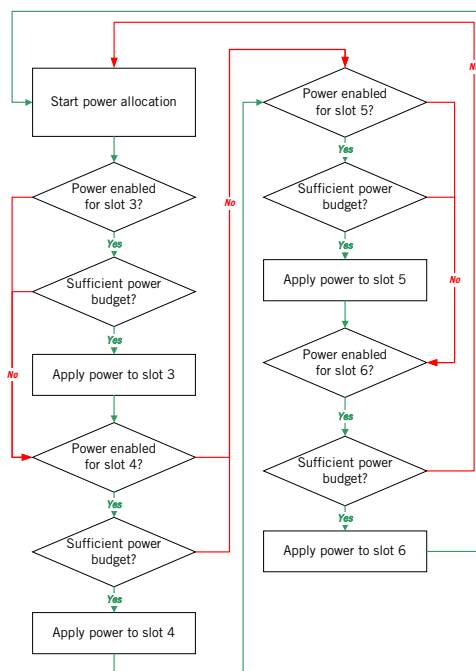 Start power allocation
Power enabled
for slot 3?
Yes
Sufficient power
budget?
No
Yes
Apply power to slot 3
Power enabled
for slot 4?
Yes
Sufficient power
budget?
Yes
Apply power to slot 4
No
No
Power enabled
for slot 5?
Yes
Sufficient power
budget?
Yes
Apply power to slot 5
No
Power enabled
for slot 6?
Yes
Sufficient power
budget?
Yes
Apply power to slot 6